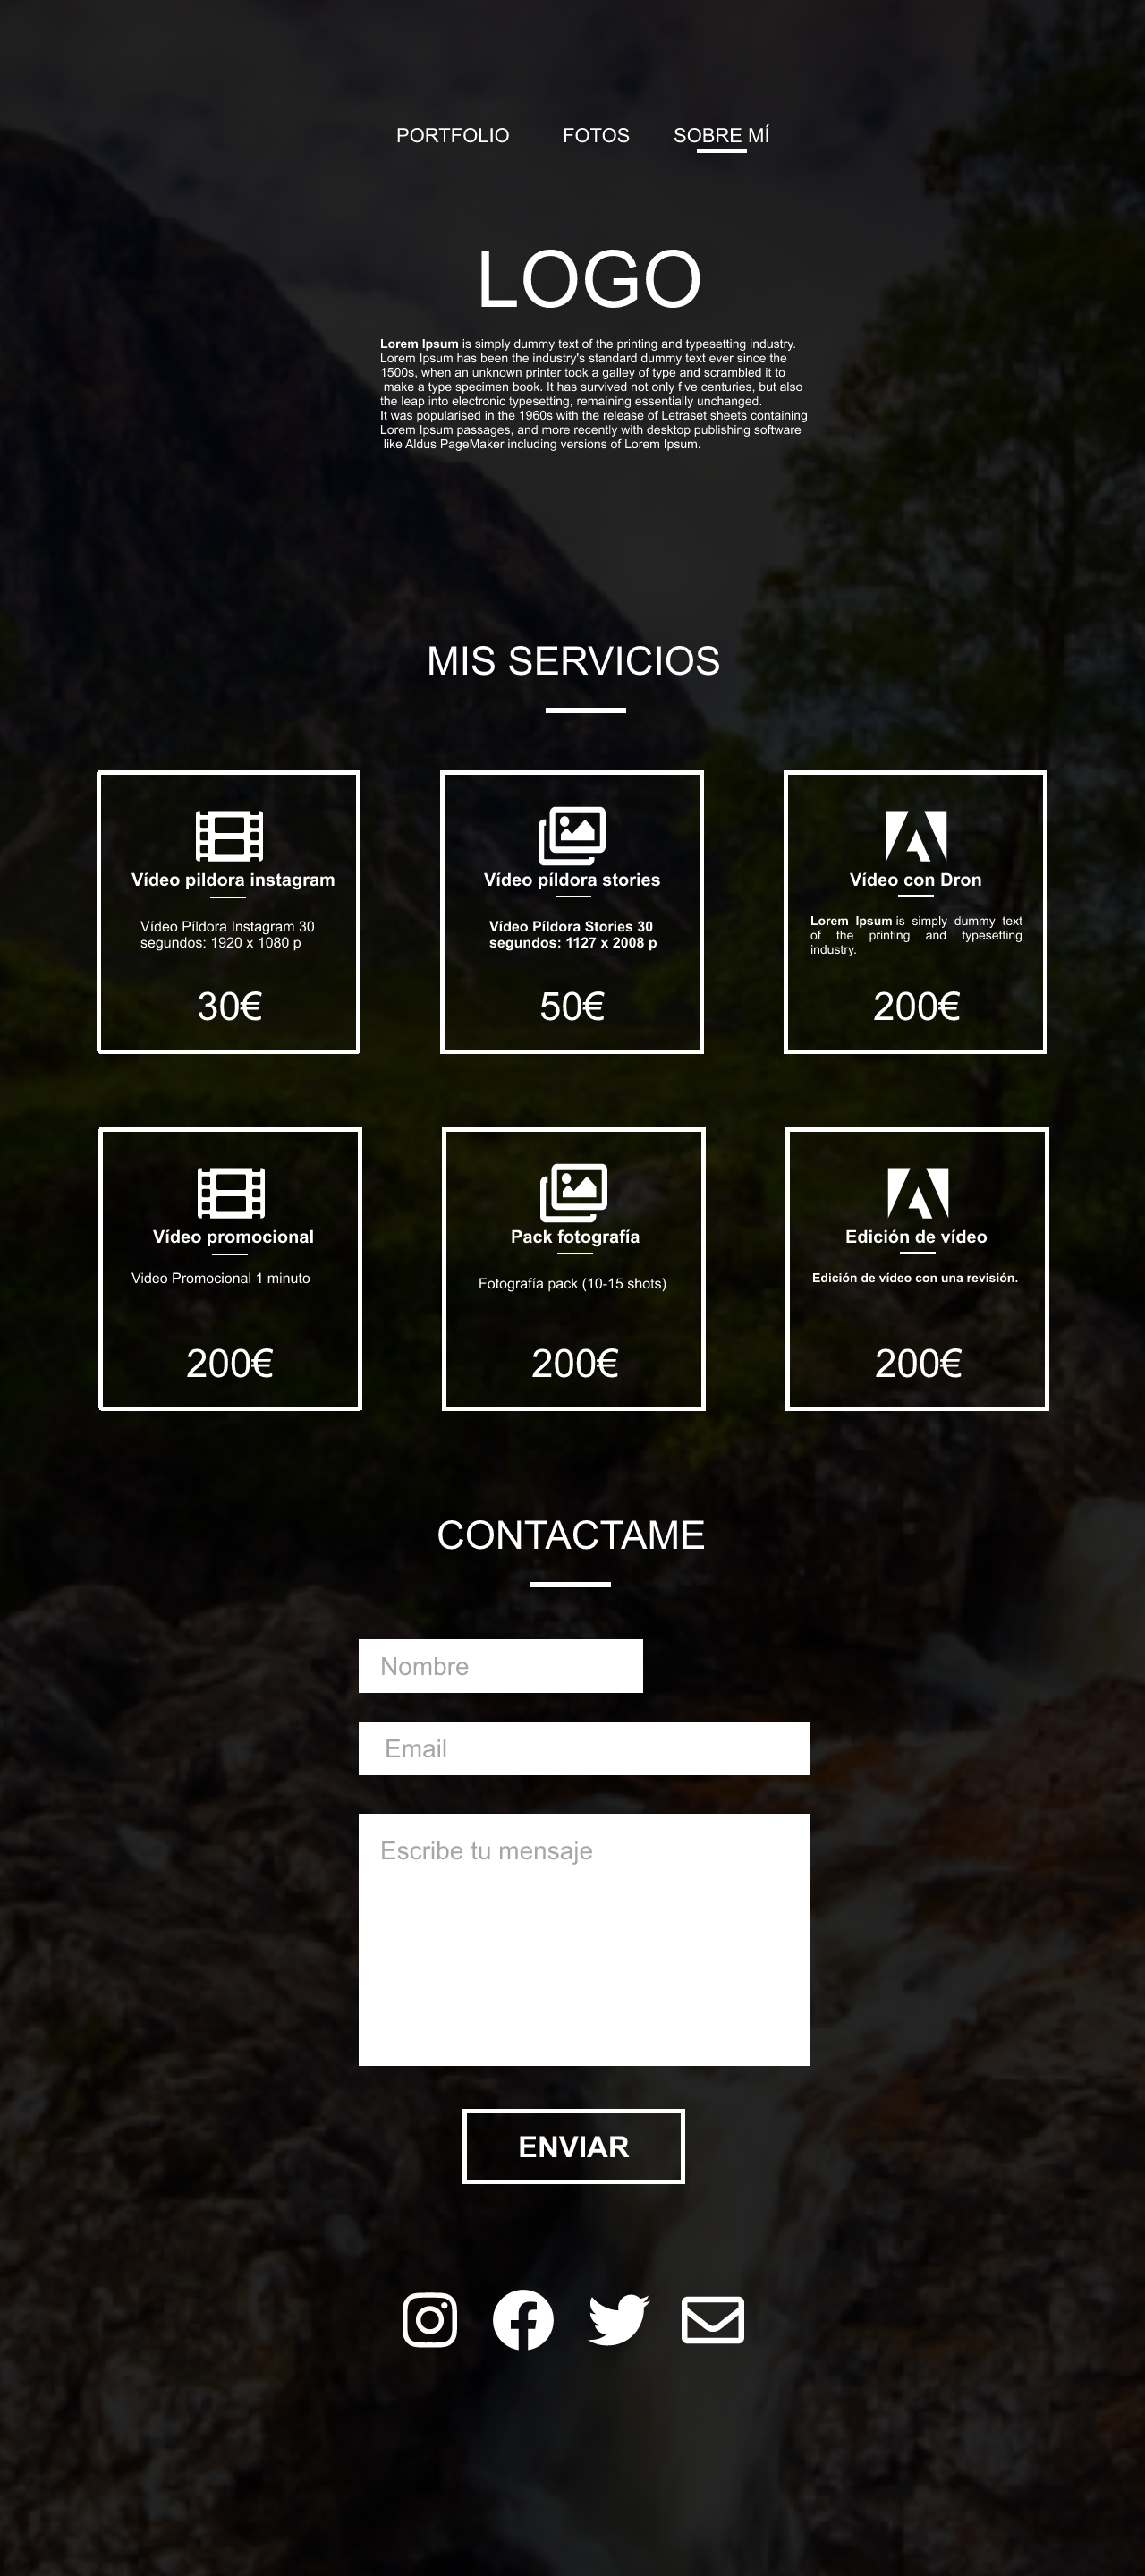 PORTFOLIO FOTOS SOBRE MÍ
LOGO
Lorem Ipsum is simply dummy text of the printing and typesetting industry.
Lorem Ipsum has been the industry's standard dummy text ever since the
1500s, when an unknown printer took a galley of type and scrambled it to
make a type specimen book. It has survived not only five centuries, but also
the leap into electronic typesetting, remaining essentially unchanged.
It was popularised in the 1960s with the release of Letraset sheets containing
Lorem Ipsum passages, and more recently with desktop publishing software
like Aldus PageMaker including versions of Lorem Ipsum.
MIS SERVICIOS
Vídeo pildora instagram
Vídeo Píldora Instagram 30
segundos: 1920 x 1080 p
30€
Vídeo píldora stories
Vídeo Píldora Stories 30
segundos: 1127 x 2008 p
50€
Vídeo con Dron
Lorem Ipsum is simply dummy text
of the printing and typesetting
industry.
200€
Vídeo promocional
Video Promocional 1 minuto
200€
Pack fotografía
Fotografía pack (10-15 shots)
200€
Edición de vídeo
Edición de vídeo con una revisión.
200€
CONTACTAME
Nombre
Email
Escribe tu mensaje
ENVIAR